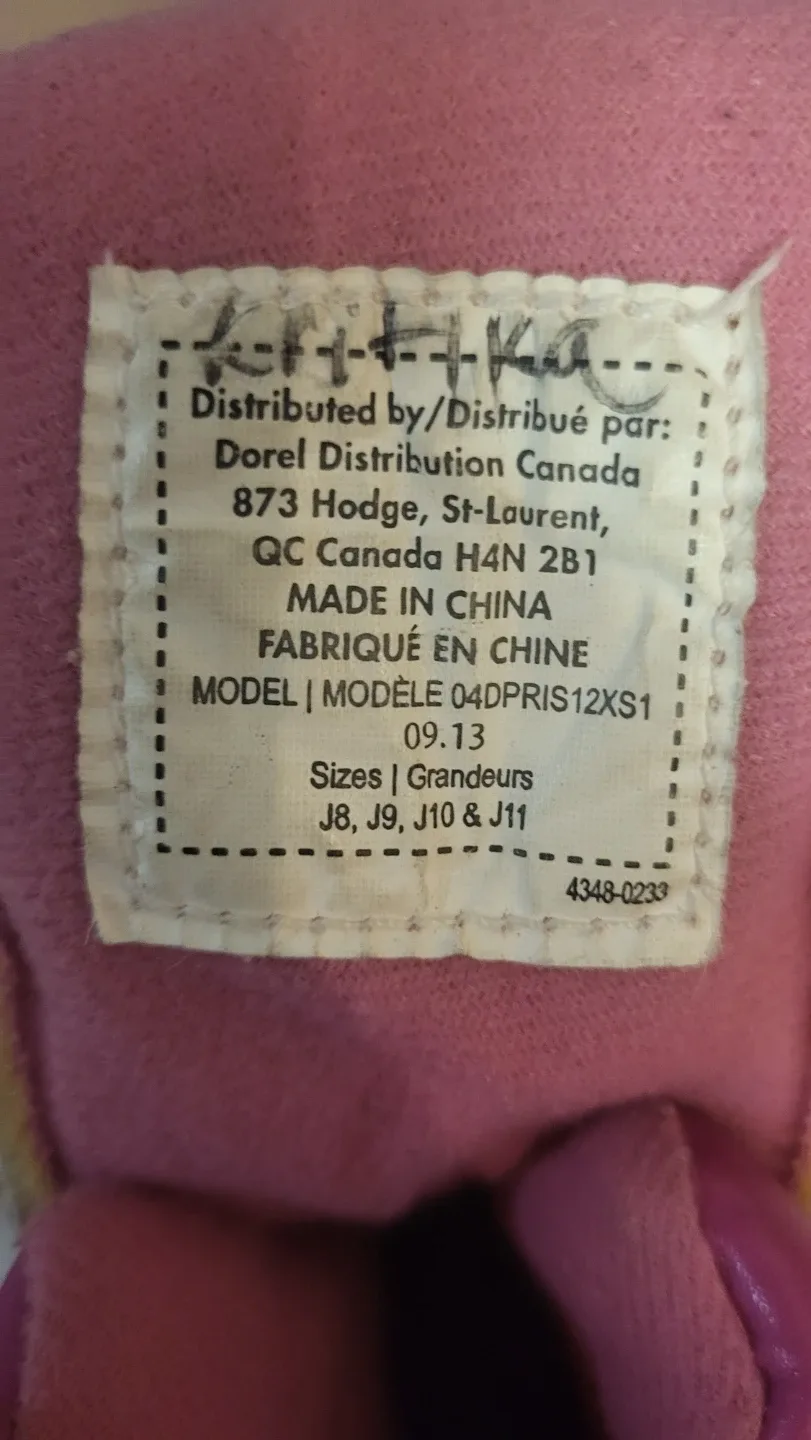 Kritika
Distributed by/Distribué par:
Dorel Distribution Canada
873 Hodge, St-Laurent,
QC Canada H4N 2B1
MADE IN CHINA
FABRIQUÉ EN CHINE
MODEL | MODÈLE 04DPRIS12XS1
09.13
Sizes | Grandeurs
J8, J9, J10 & J11
4348-0233